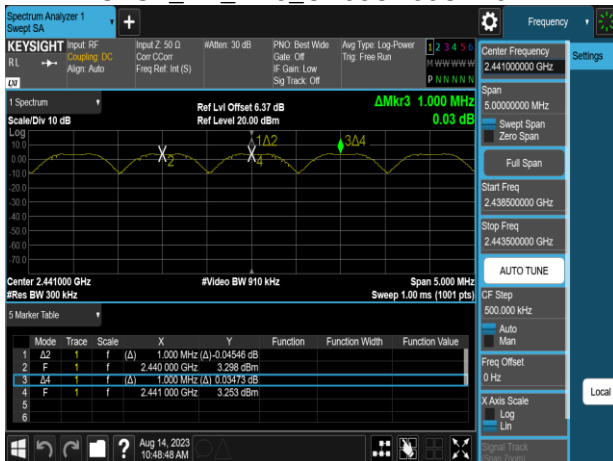 Spectrum Analyzer 1
Swept SA
Frequency
KEYSIGHT
RL
LXI
Input: RF
Coupling: DC
Align: Auto
Input Z: 50 Ω
Corr CCorr
Freq Ref: Int (S)
#Atten: 30 dB
PNO: Best Wide
Gate: Off
IF Gain: Low
Sig Track: Off
Avg Type: Log-Power
Trig: Free Run
1 2 3 4 5 6
M W W W W W
P N N N N N
Center Frequency
2.441000000 GHz
Settings
Span
5.00000000 MHz
Swept Span
Zero Span
Full Span
Start Freq
2.438500000 GHz
Stop Freq
2.443500000 GHz
AUTO TUNE
CF Step
500.000 kHz
Auto
Man
Freq Offset
0 Hz
X Axis Scale
Log
Lin
Signal Track
(Span Zoom)
Local
1 Spectrum
Scale/Div 10 dB
Log
Ref Lvl Offset 6.37 dB
Ref Level 20.00 dBm
ΔMkr3 1.000 MHz
0.03 dB
10.0
0.00
-10.0
-20.0
-30.0
-40.0
-50.0
-60.0
-70.0
2
1Δ2
4
3Δ4
Center 2.441000 GHz
#Res BW 300 kHz
#Video BW 910 kHz
Span 5.000 MHz
Sweep 1.00 ms (1001 pts)
5 Marker Table
Mode Trace Scale X Y Function Function Width Function Value
1 Δ2 1 f (Δ) 1.000 MHz (Δ) -0.04546 dB
2 F 1 f 2.440 000 GHz 3.298 dBm
3 Δ4 1 f (Δ) 1.000 MHz (Δ) 0.03473 dB
4 F 1 f 2.441 000 GHz 3.253 dBm
5
6
?
Aug 14, 2023
10:48:48 AM